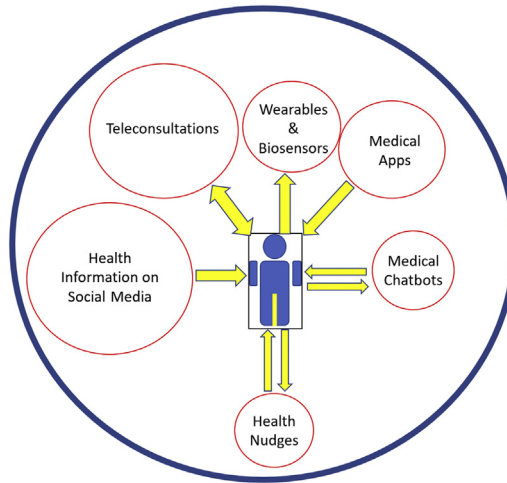 Teleconsultations
Wearables
&
Biosensors
Medical
Apps
Health
Information on
Social Media
Medical
Chatbots
Health
Nudges